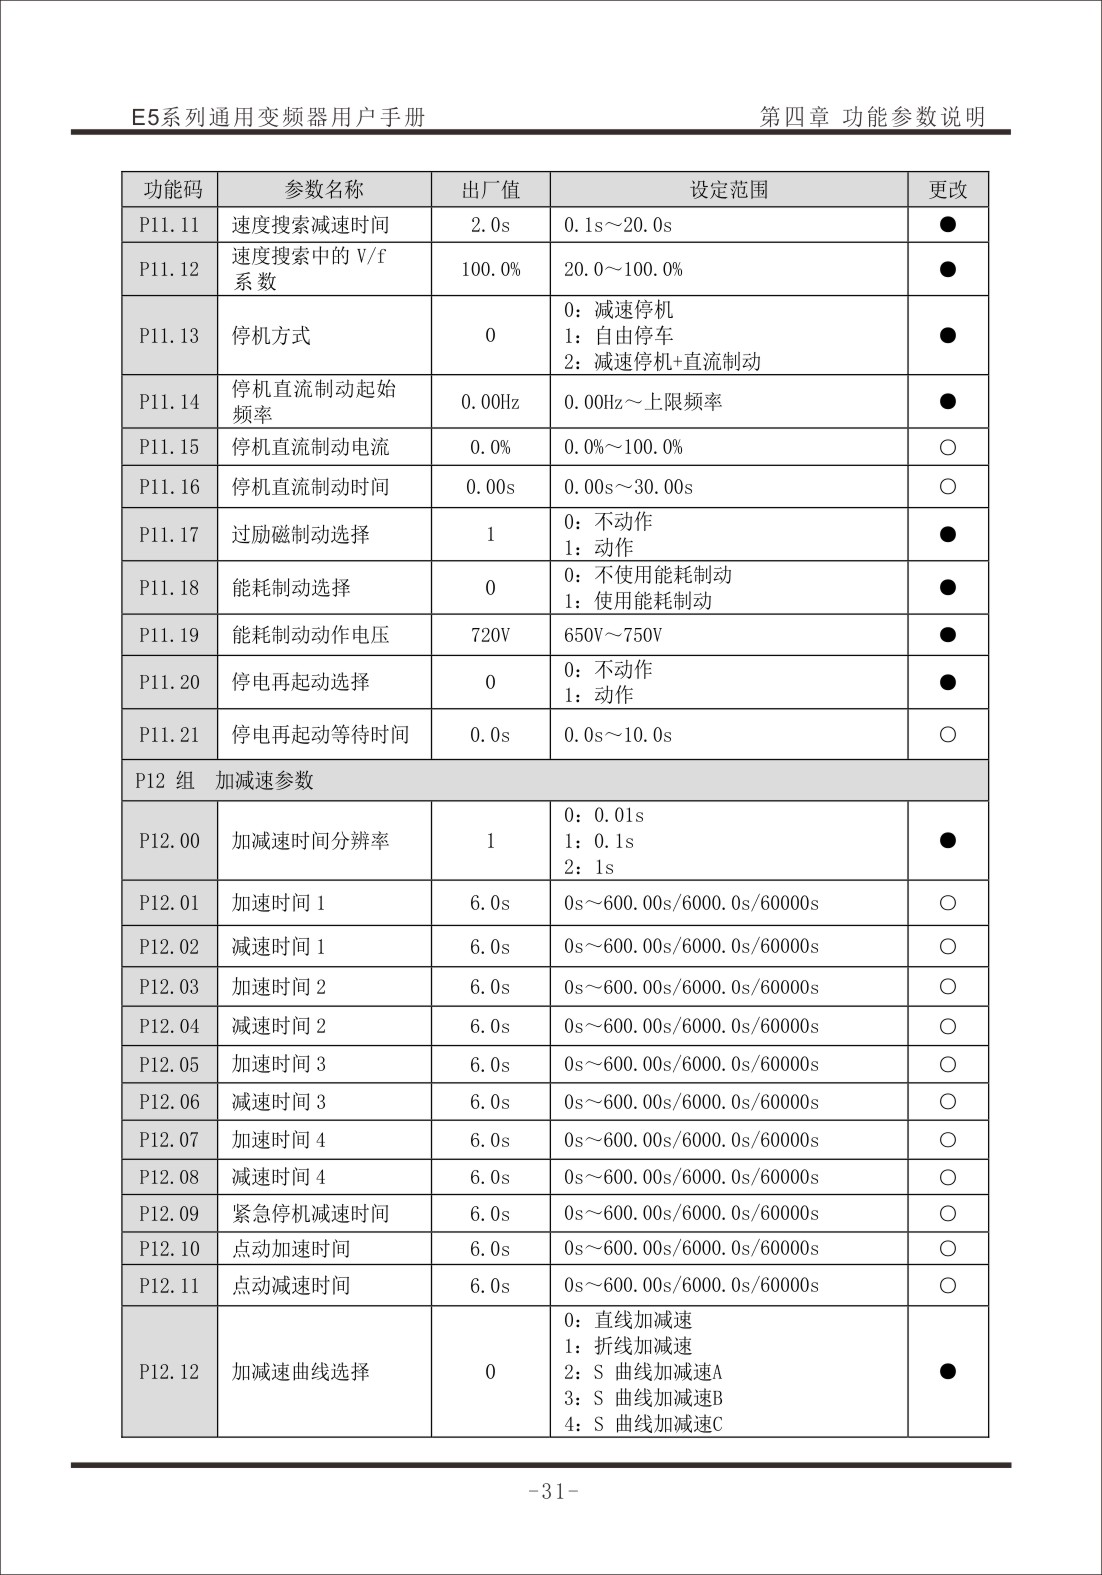 E5系列通用变频器用户手册 第四章 功能参数说明
功能码 参数名称 出厂值 设定范围 更改
P11.11 速度搜索减速时间 2.0s 0.1s～20.0s ●
P11.12 速度搜索中的 V/f 系数 100.0% 20.0～100.0% ●
P11.13 停机方式 0 0：减速停机
1：自由停车
2：减速停机+直流制动 ●
P11.14 停机直流制动起始频率 0.00Hz 0.00Hz～上限频率 ●
P11.15 停机直流制动电流 0.0% 0.0%～100.0% ○
P11.16 停机直流制动时间 0.00s 0.00s～30.00s ○
P11.17 过励磁制动选择 1 0：不动作
1：动作 ●
P11.18 能耗制动选择 0 0：不使用能耗制动
1：使用能耗制动 ●
P11.19 能耗制动动作电压 720V 650V～750V ●
P11.20 停电再起动选择 0 0：不动作
1：动作 ●
P11.21 停电再起动等待时间 0.0s 0.0s～10.0s ○
P12 组 加减速参数
P12.00 加减速时间分辨率 1 0：0.01s
1：0.1s
2：1s ●
P12.01 加速时间 1 6.0s 0s～600.00s/6000.0s/60000s ○
P12.02 减速时间 1 6.0s 0s～600.00s/6000.0s/60000s ○
P12.03 加速时间 2 6.0s 0s～600.00s/6000.0s/60000s ○
P12.04 减速时间 2 6.0s 0s～600.00s/6000.0s/60000s ○
P12.05 加速时间 3 6.0s 0s～600.00s/6000.0s/60000s ○
P12.06 减速时间 3 6.0s 0s～600.00s/6000.0s/60000s ○
P12.07 加速时间 4 6.0s 0s～600.00s/6000.0s/60000s ○
P12.08 减速时间 4 6.0s 0s～600.00s/6000.0s/60000s ○
P12.09 紧急停机减速时间 6.0s 0s～600.00s/6000.0s/60000s ○
P12.10 点动加速时间 6.0s 0s～600.00s/6000.0s/60000s ○
P12.11 点动减速时间 6.0s 0s～600.00s/6000.0s/60000s ○
P12.12 加减速曲线选择 0 0：直线加减速
1：折线加减速
2：S 曲线加减速A
3：S 曲线加减速B
4：S 曲线加减速C ●
-31-